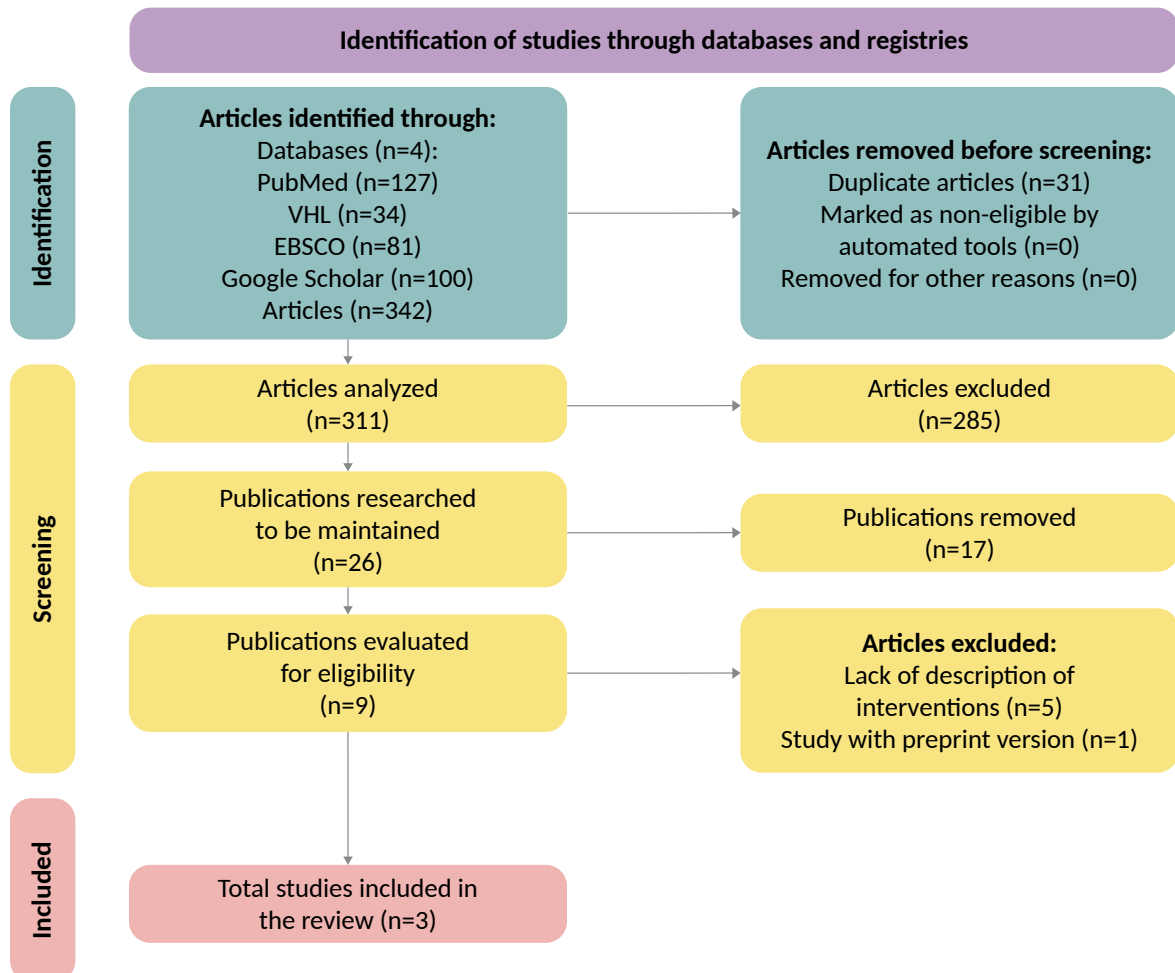 Identification of studies through databases and registries
Identification
Articles identified through:
Databases (n=4):
PubMed (n=127)
VHL (n=34)
EBSCO (n=81)
Google Scholar (n=100)
Articles (n=342)
Articles removed before screening:
Duplicate articles (n=31)
Marked as non-eligible by
automated tools (n=0)
Removed for other reasons (n=0)
Screening
Articles analyzed
(n=311)
Articles excluded
(n=285)
Publications researched
to be maintained
(n=26)
Publications removed
(n=17)
Publications evaluated
for eligibility
(n=9)
Articles excluded:
Lack of description of
interventions (n=5)
Study with preprint version (n=1)
Included
Total studies included in
the review (n=3)